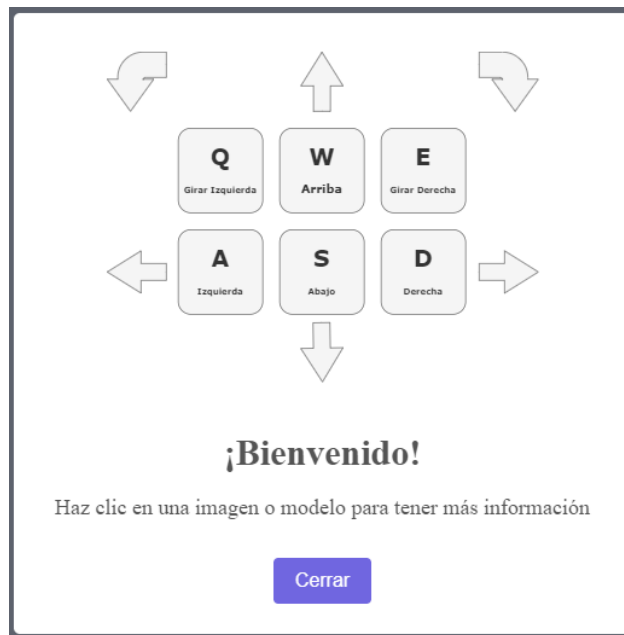 Q W E
Girar Izquierda Arriba Girar Derecha
A S D
Izquierda Abajo Derecha
¡Bienvenido!
Haz clic en una imagen o modelo para tener más información
Cerrar